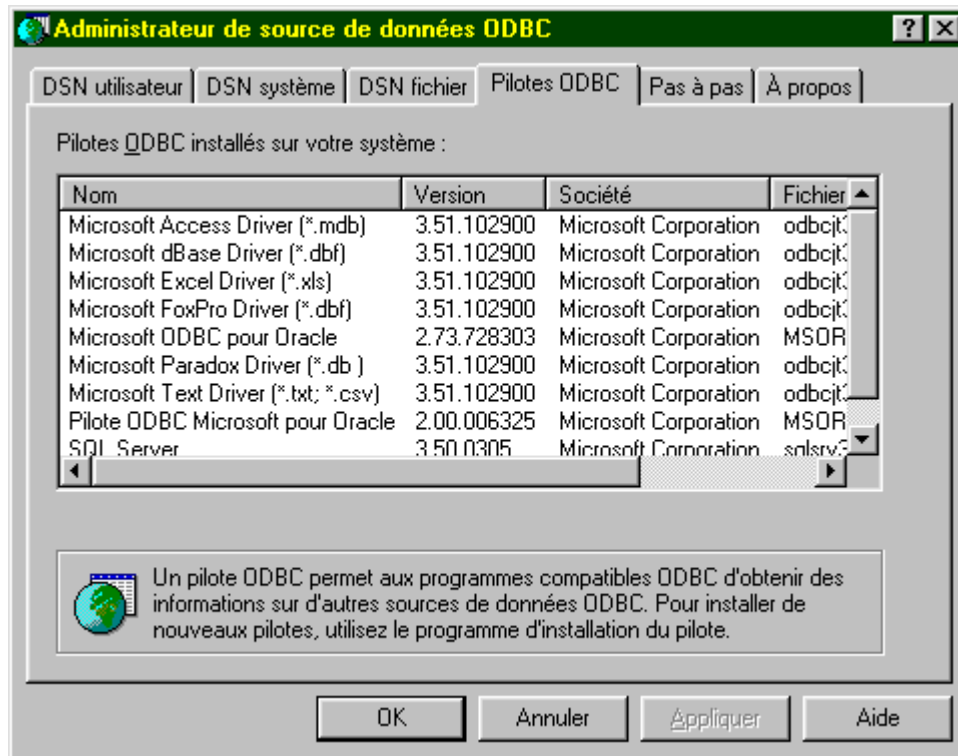 Administrateur de source de données ODBC
DSN utilisateur DSN système DSN fichier Pilotes ODBC Pas à pas À propos
Pilotes ODBC installés sur votre système :
Nom Version Société Fichier
Microsoft Access Driver (*.mdb) 3.51.102900 Microsoft Corporation
Microsoft dBase Driver (*.dbf) 3.51.102900 Microsoft Corporation
Microsoft Excel Driver (*.xls) 3.51.102900 Microsoft Corporation
Microsoft FoxPro Driver (*.dbf) 3.51.102900 Microsoft Corporation
Microsoft ODBC pour Oracle 2.73.728303 Microsoft Corporation MSOR
Microsoft Paradox Driver (*.db ) 3.51.102900 Microsoft Corporation
Microsoft Text Driver (*.txt; *.csv) 3.51.102900 Microsoft Corporation
Pilote ODBC Microsoft pour Oracle 2.00.006325 Microsoft Corporation MSOR
SQL Server 3.50.0305 Microsoft Corporation
Un pilote ODBC permet aux programmes compatibles ODBC d'obtenir des
informations sur d'autres sources de données ODBC. Pour installer de
nouveaux pilotes, utilisez le programme d'installation du pilote.
OK Annuler Appliquer Aide